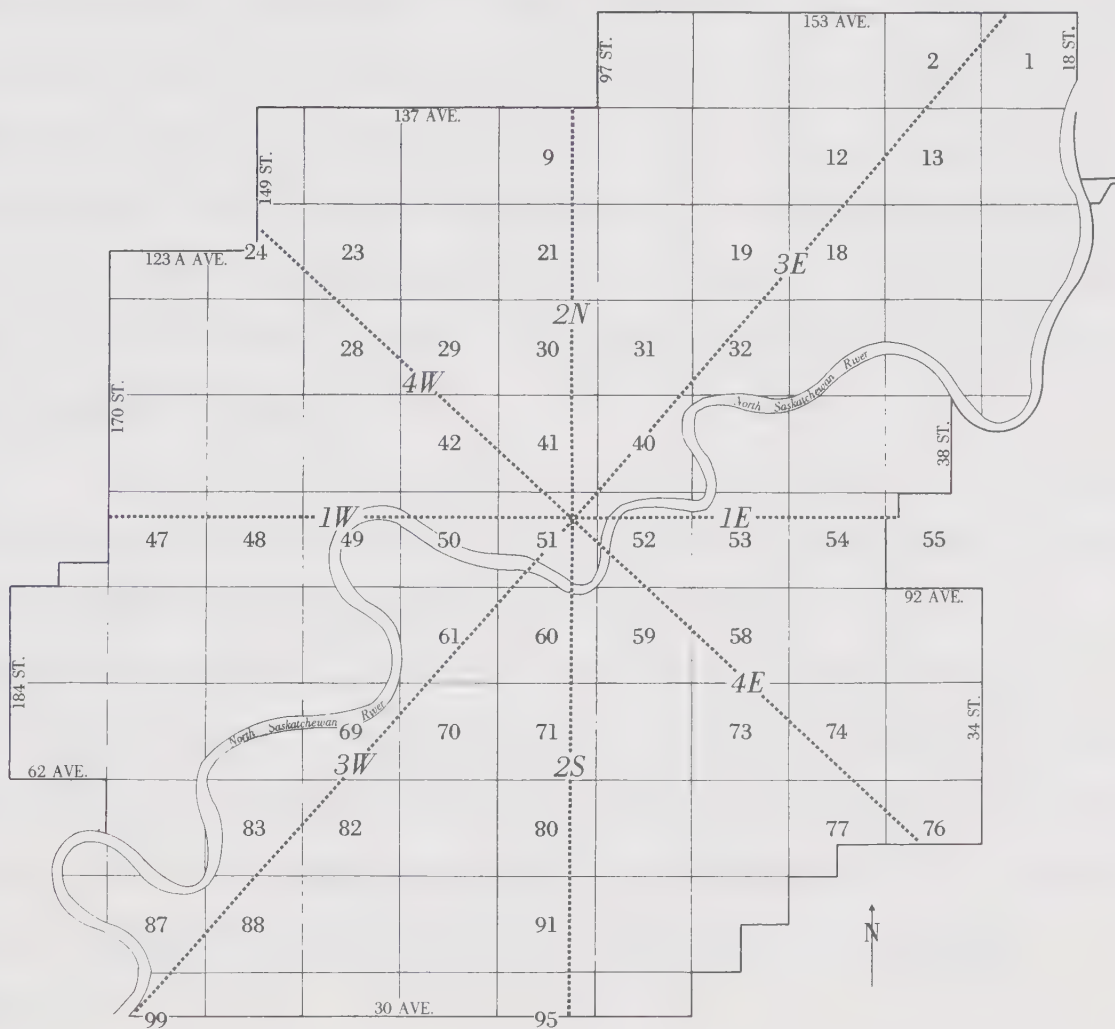 153 AVE.
97 ST.
18 ST.
2 1
137 AVE.
149 ST.
9 12 13
123 A AVE.
24 23 21 19 18
3E
2N
28 29 30 31 32
4W
170 ST.
North Saskatchewan River
42 41 40
38 ST.
1W 1E
47 48 49 50 51 52 53 54 55
92 AVE.
61 60 59 58
184 ST.
4E
34 ST.
North Saskatchewan River
69 70 71 73 74
62 AVE.
3W 2S
83 82 80 77 76
87 88 91
N
30 AVE.
99 95